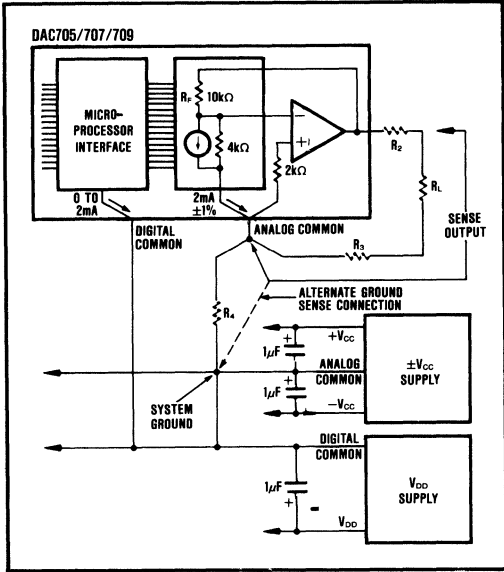 DAC705/707/709
MICRO-
PROCESSOR
INTERFACE
RF 10kΩ
4kΩ
−
+
2kΩ
R2
RL
SENSE
OUTPUT
0 TO
2mA
2mA
±1%
DIGITAL
COMMON
ANALOG COMMON
R3
R4
ALTERNATE GROUND
SENSE CONNECTION
+VCC
1μF
ANALOG
COMMON
1μF
−VCC
±VCC
SUPPLY
SYSTEM
GROUND
DIGITAL
COMMON
1μF
+
VDD
VDD
SUPPLY